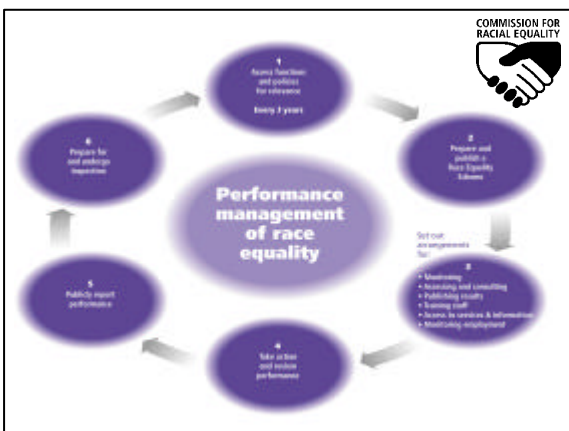 COMMISSION FOR
RACIAL EQUALITY
1
Assess functions
and policies
for relevance
Every 3 years
2
Prepare and
publish a
Race Equality
Scheme
Set out
arrangements
for:
3
• Monitoring
• Assessing and consulting
• Publishing results
• Training staff
• Access to services & information
• Monitoring employment
4
Take action
and review
performance
5
Publicly report
performance
6
Prepare for
and undergo
inspection
Performance
management
of race
equality